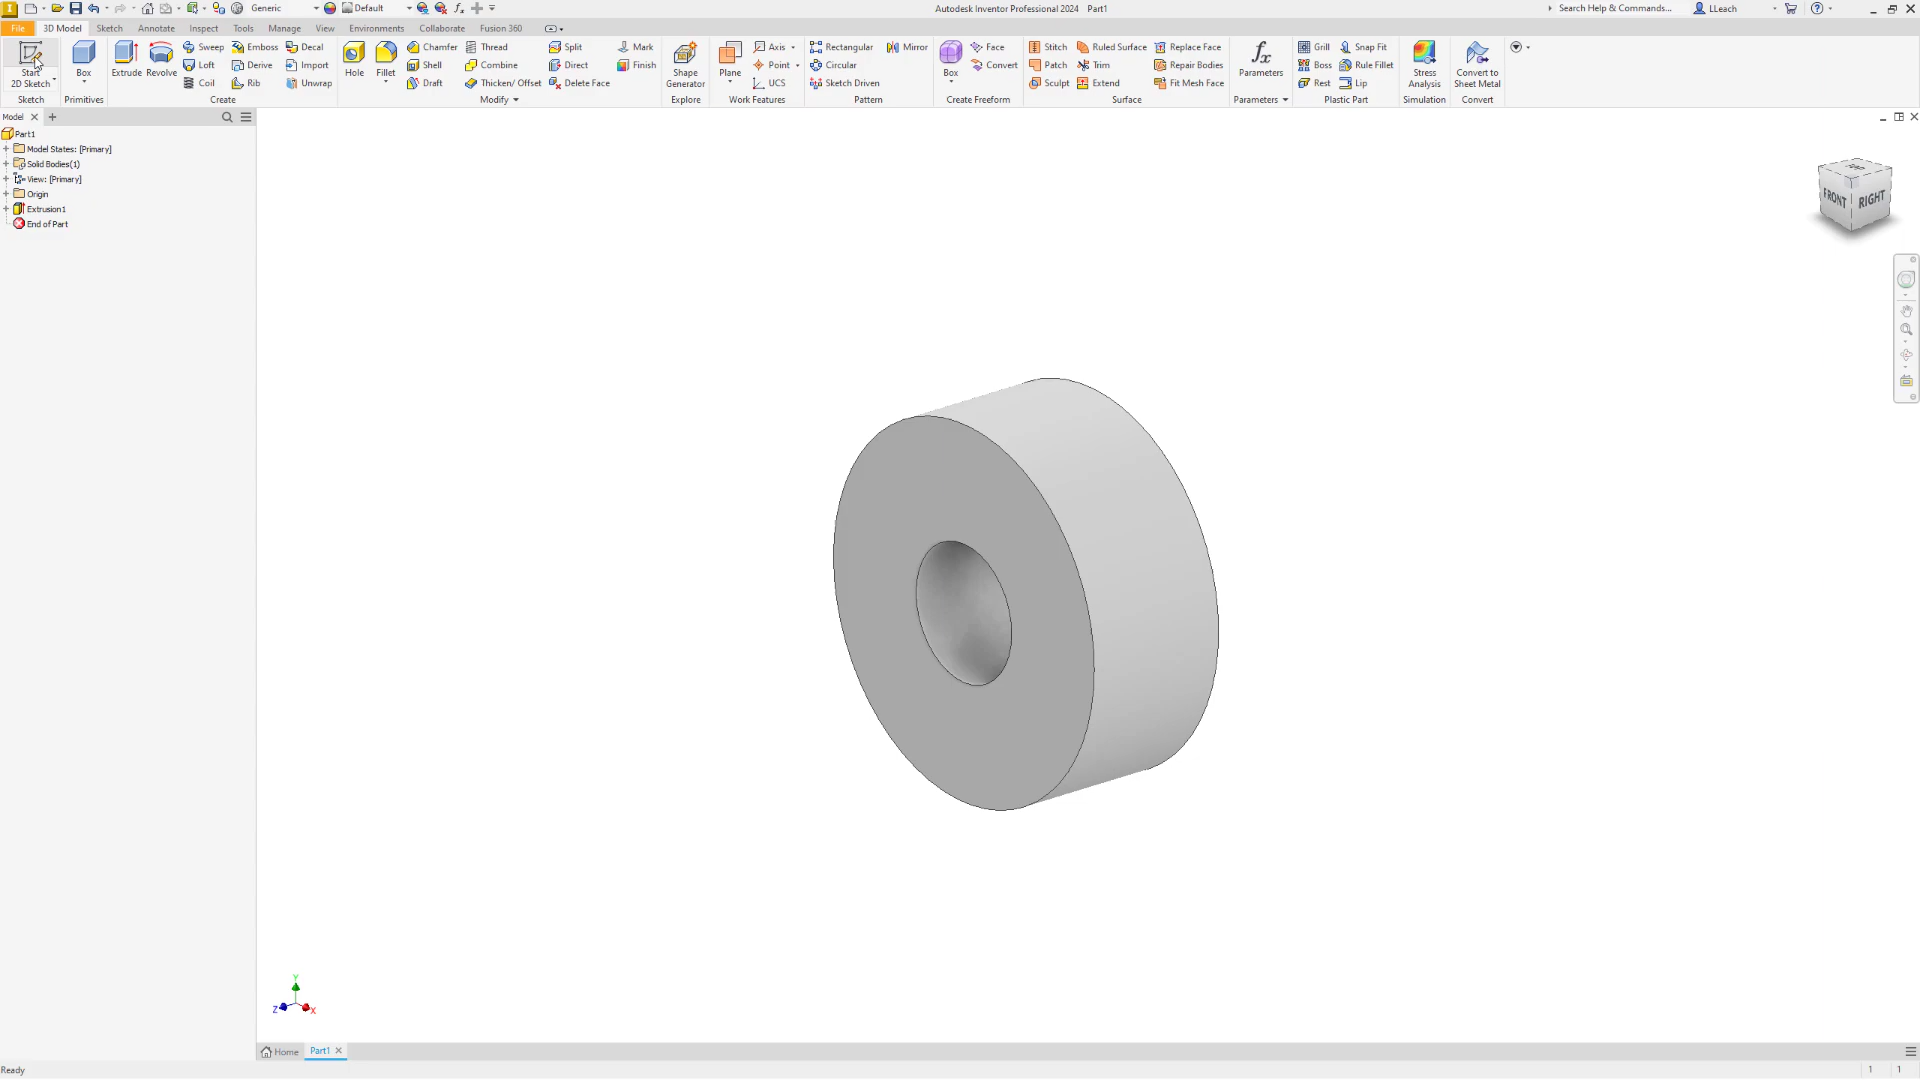 Generic Default Autodesk Inventor Professional 2024 Part1 Search Help & Commands... LLeach
File 3D Model Sketch Annotate Inspect Tools Manage View Environments Collaborate Fusion 360
Start
2D Sketch
Sketch
Box
Primitives
Extrude
Revolve
Sweep Emboss Decal
Loft Derive Import
Coil Rib Unwrap
Create
Hole
Fillet
Chamfer Thread Split Mark
Shell Combine Direct Finish
Draft Thicken/ Offset Delete Face
Modify
Shape
Generator
Explore
Plane
Axis
Point
UCS
Work Features
Rectangular Mirror
Circular
Sketch Driven
Pattern
Box
Face
Convert
Create Freeform
Stitch Ruled Surface Replace Face
Patch Trim Repair Bodies
Sculpt Extend Fit Mesh Face
Surface
fx
Parameters
Parameters
Grill Snap Fit
Boss Rule Fillet
Rest Lip
Plastic Part
Stress
Analysis
Simulation
Convert to
Sheet Metal
Convert
Model
Part1
Model States: [Primary]
Solid Bodies(1)
View: [Primary]
Origin
Extrusion1
End of Part
FRONT RIGHT
Y
Z X
Home Part1
Ready 1 1